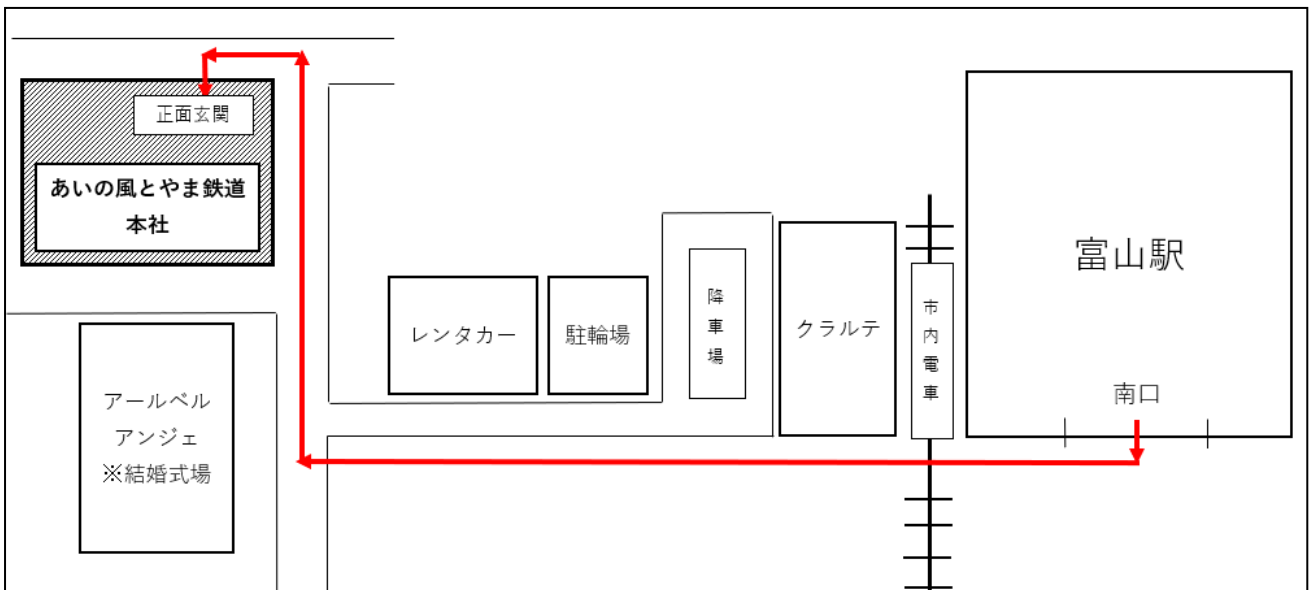 正面玄関
あいの風とやま鉄道
本社
アールベル
アンジェ
※結婚式場
レンタカー
駐輪場
降車場
クラルテ
市内電車
富山駅
南口